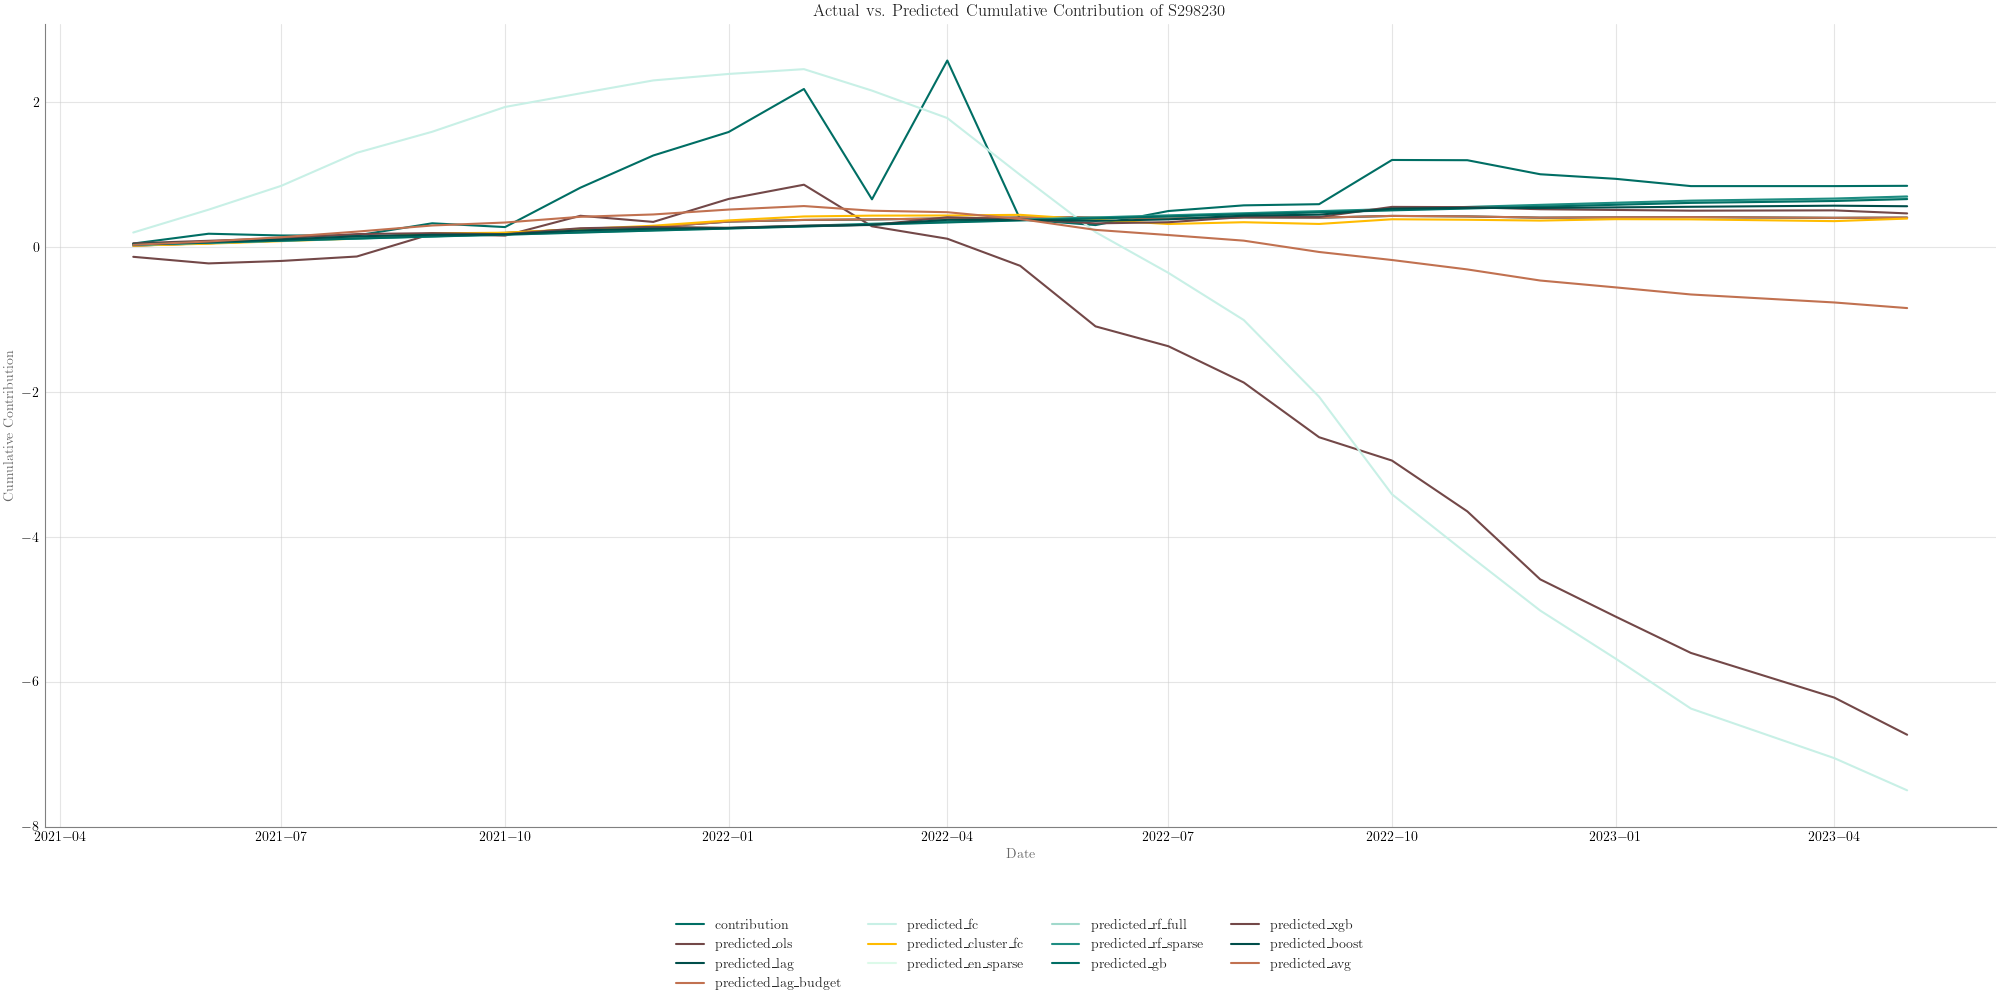 Actual vs. Predicted Cumulative Contribution of S298230
Cumulative Contribution
2
0
−2
−4
−6
−8
2021−04
2021−07
2021−10
2022−01
2022−04
2022−07
2022−10
2023−01
2023−04
Date
contribution
predicted_ols
predicted_lag
predicted_lag_budget
predicted_fc
predicted_cluster_fc
predicted_en_sparse
predicted_rf_full
predicted_rf_sparse
predicted_gb
predicted_xgb
predicted_boost
predicted_avg